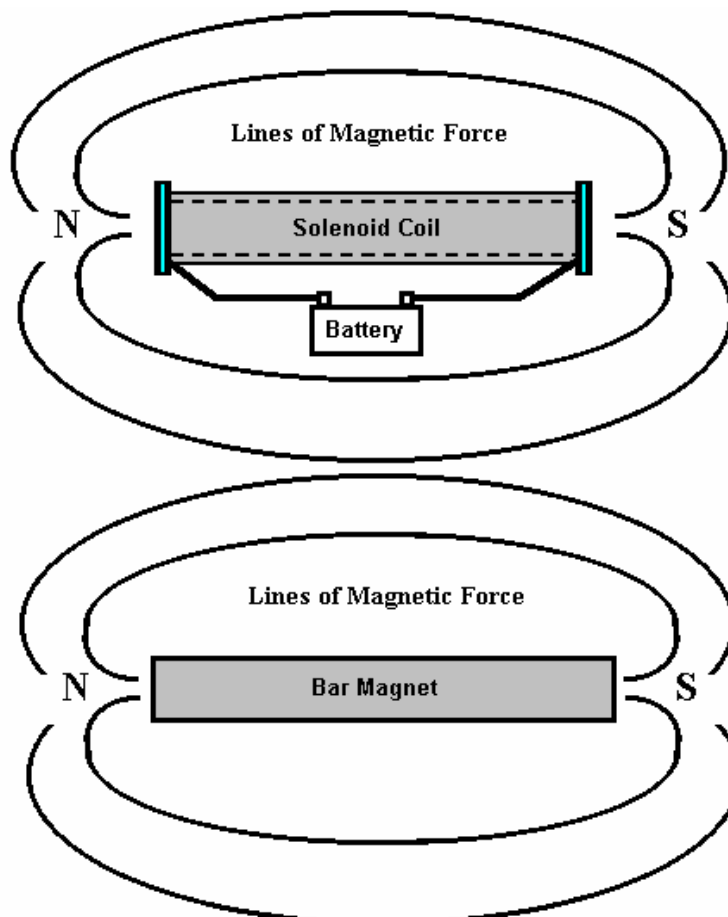 Lines of Magnetic Force
N
Solenoid Coil
S
Battery
Lines of Magnetic Force
N
Bar Magnet
S